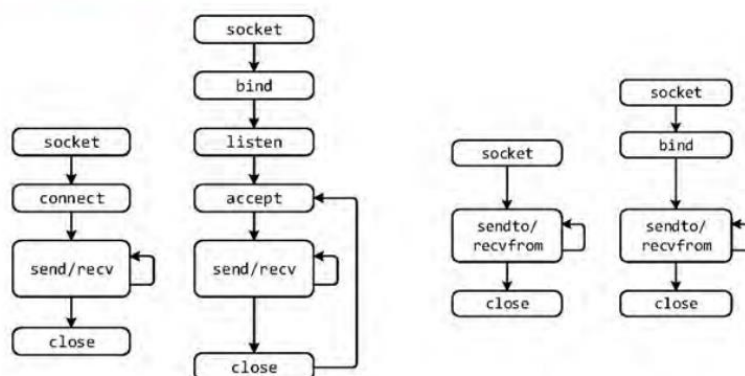 socket
connect
send/recv
close
socket
bind
listen
accept
send/recv
close
socket
sendto/
recvfrom
close
socket
bind
sendto/
recvfrom
close